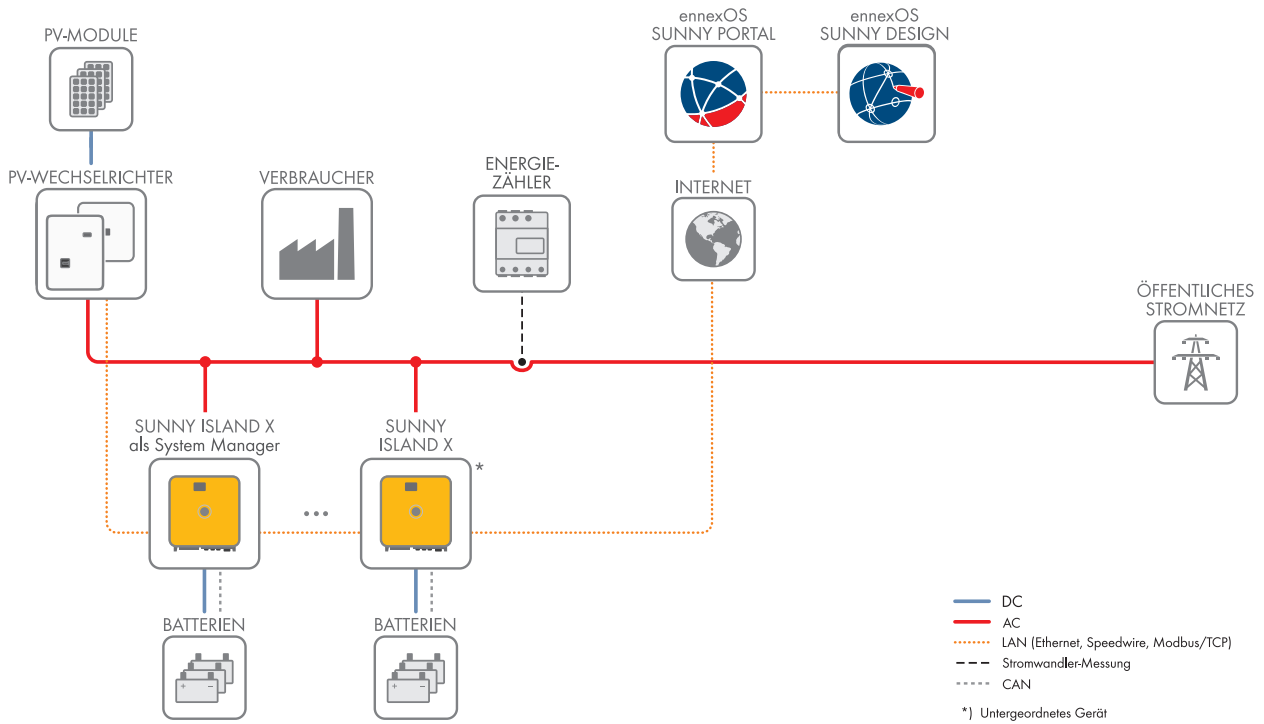 PV-MODULE
ennexOS
SUNNY PORTAL
ennexOS
SUNNY DESIGN
PV-WECHSELRICHTER
VERBRAUCHER
ENERGIE-
ZÄHLER
INTERNET
ÖFFENTLICHES
STROMNETZ
SUNNY ISLAND X
als System Manager
SUNNY
ISLAND X
*
...
BATTERIEN
BATTERIEN
DC
AC
LAN (Ethernet, Speedwire, Modbus/TCP)
Stromwandler-Messung
CAN
*) Untergeordnetes Gerät